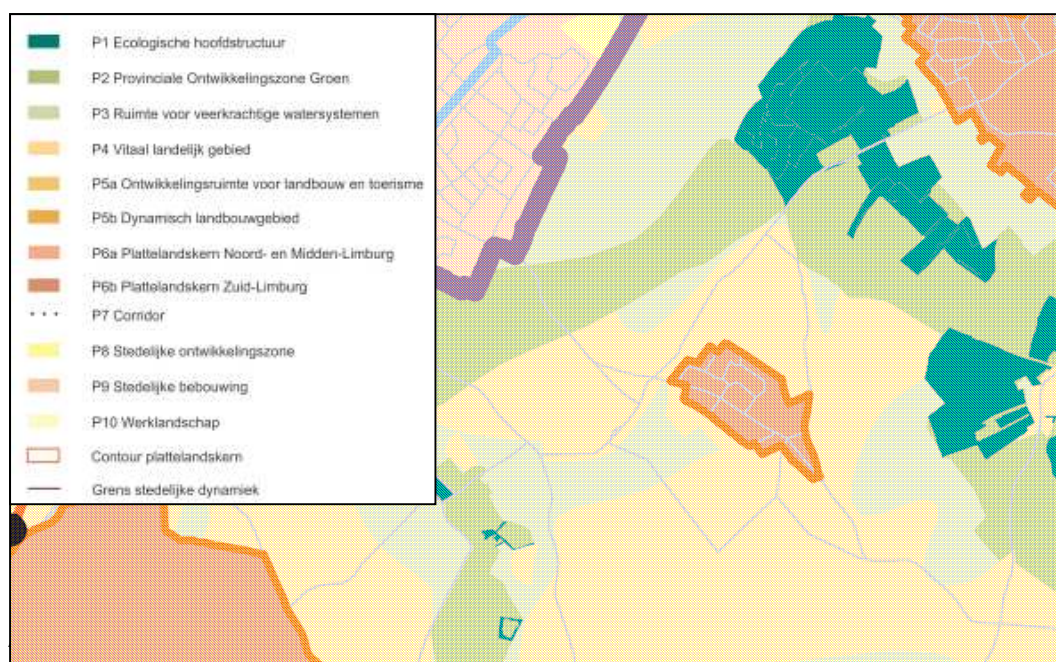 P1 Ecologische hoofdstructuur
P2 Provinciale Ontwikkelingszone Groen
P3 Ruimte voor veerkrachtige watersystemen
P4 Vitaal landelijk gebied
P5a Ontwikkelingsruimte voor landbouw en toerisme
P5b Dynamisch landbouwgebied
P6a Plattelandskern Noord- en Midden-Limburg
P6b Plattelandskern Zuid-Limburg
P7 Corridor
P8 Stedelijke ontwikkelingszone
P9 Stedelijke bebouwing
P10 Werklandschap
Contour plattelandskern
Grens stedelijke dynamiek